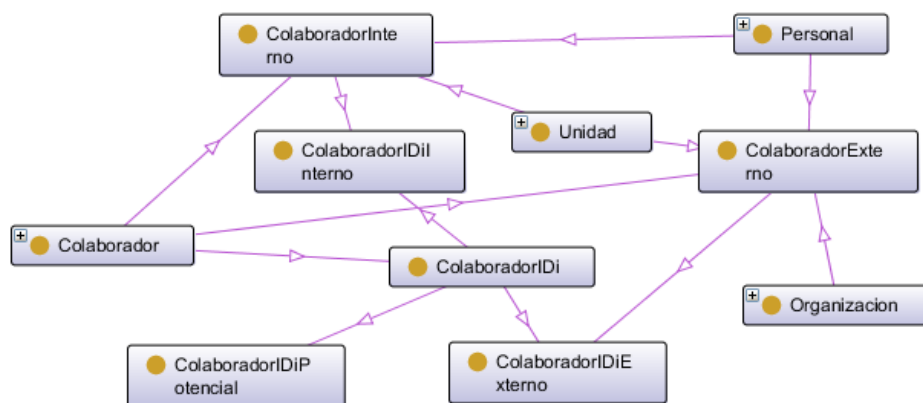 ColaboradorInte
rno
Personal
Unidad
ColaboradorIDiI
nterno
ColaboradorExte
rno
Colaborador
ColaboradorIDi
Organizacion
ColaboradorIDiP
otencial
ColaboradorIDiE
xterno